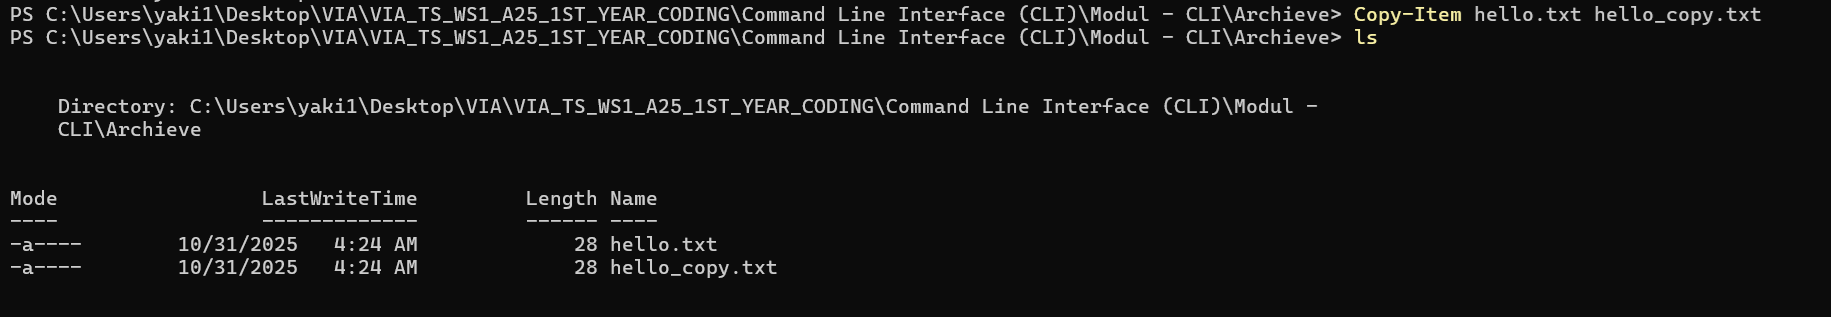 PS C:\Users\yaki1\Desktop\VIA\VIA_TS_WS1_A25_1ST_YEAR_CODING\Command Line Interface (CLI)\Modul - CLI\Archieve> Copy-Item hello.txt hello_copy.txt
PS C:\Users\yaki1\Desktop\VIA\VIA_TS_WS1_A25_1ST_YEAR_CODING\Command Line Interface (CLI)\Modul - CLI\Archieve> ls
Directory: C:\Users\yaki1\Desktop\VIA\VIA_TS_WS1_A25_1ST_YEAR_CODING\Command Line Interface (CLI)\Modul -
CLI\Archieve
Mode                 LastWriteTime         Length Name
----                 -------------         ------ ----
-a----        10/31/2025   4:24 AM             28 hello.txt
-a----        10/31/2025   4:24 AM             28 hello_copy.txt